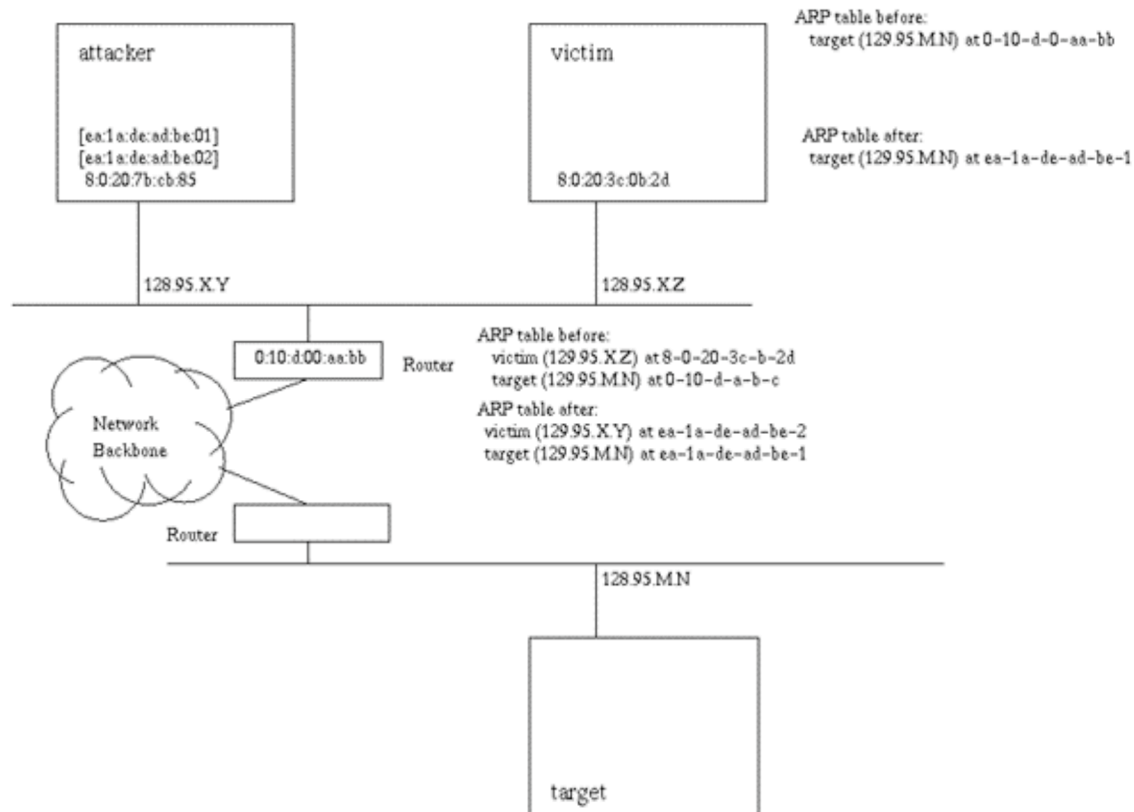 attacker
[ea:1a:de:ad:be:01]
[ea:1a:de:ad:be:02]
8:0:20:7b:cb:85
victim
8:0:20:3c:0b:2d
ARP table before:
target (129.95.M.N) at 0-10-d-0-aa-bb
ARP table after:
target (129.95.M.N) at ea-1a-de-ad-be-1
128.95.X.Y
128.95.X.Z
0:10:d:00:aa:bb
Router
ARP table before:
victim (129.95.X.Z) at 8-0-20-3c-b-2d
target (129.95.M.N) at 0-10-d-a-b-c
ARP table after:
victim (129.95.X.Y) at ea-1a-de-ad-be-2
target (129.95.M.N) at ea-1a-de-ad-be-1
Network
Backbone
Router
128.95.M.N
target